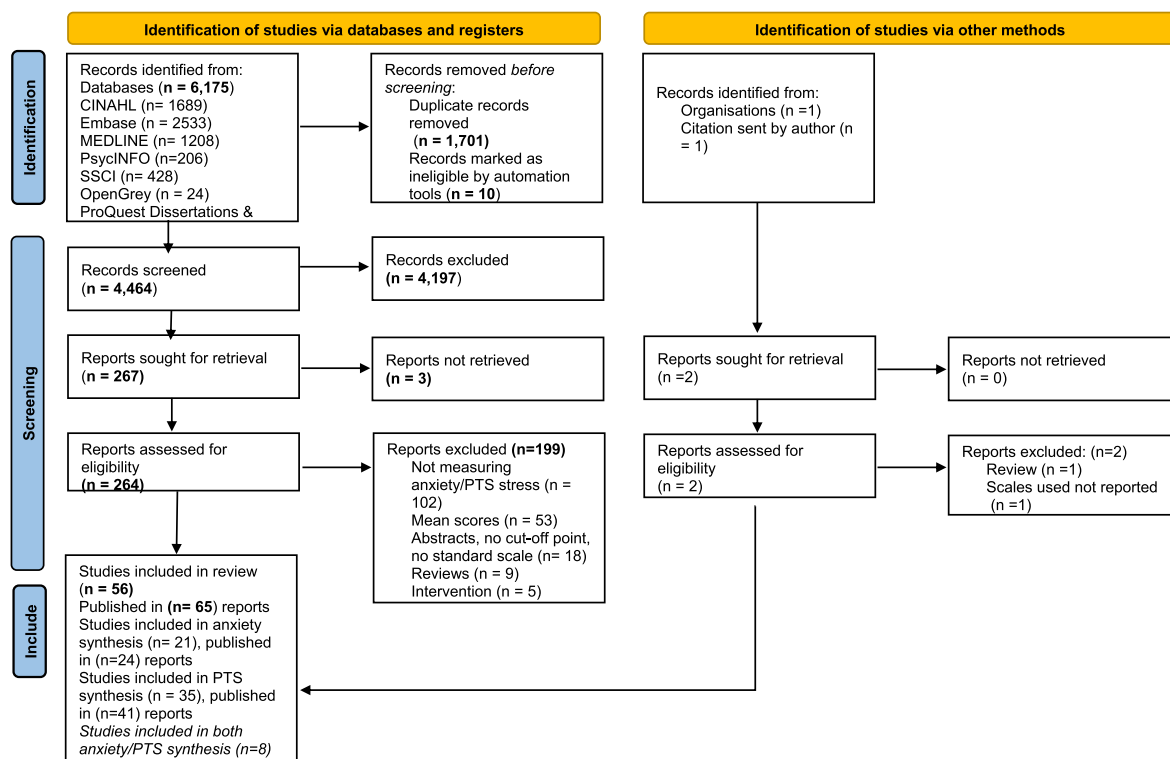 Identification of studies via databases and registers
Identification of studies via other methods
Identification
Records identified from:
Databases (n = 6,175)
CINAHL (n= 1689)
Embase (n = 2533)
MEDLINE (n= 1208)
PsycINFO (n=206)
SSCI (n = 428)
OpenGrey (n = 24)
ProQuest Dissertations &
Records removed before
screening:
Duplicate records
removed
(n = 1,701)
Records marked as
ineligible by automation
tools (n = 10)
Records identified from:
Organisations (n =1)
Citation sent by author (n
= 1)
Screening
Records screened
(n = 4,464)
Records excluded
(n = 4,197)
Reports sought for retrieval
(n = 267)
Reports not retrieved
(n = 3)
Reports sought for retrieval
(n =2)
Reports not retrieved
(n = 0)
Reports assessed for
eligibility
(n = 264)
Reports excluded (n=199)
Not measuring
anxiety/PTS stress (n =
102)
Mean scores (n = 53)
Abstracts, no cut-off point,
no standard scale (n= 18)
Reviews (n = 9)
Intervention (n = 5)
Reports assessed for
eligibility
(n = 2)
Reports excluded: (n=2)
Review (n =1)
Scales used not reported
(n =1)
Include
Studies included in review
(n = 56)
Published in (n= 65) reports
Studies included in anxiety
synthesis (n= 21), published
in (n=24) reports
Studies included in PTS
synthesis (n = 35), published
in (n=41) reports
Studies included in both
anxiety/PTS synthesis (n=8)